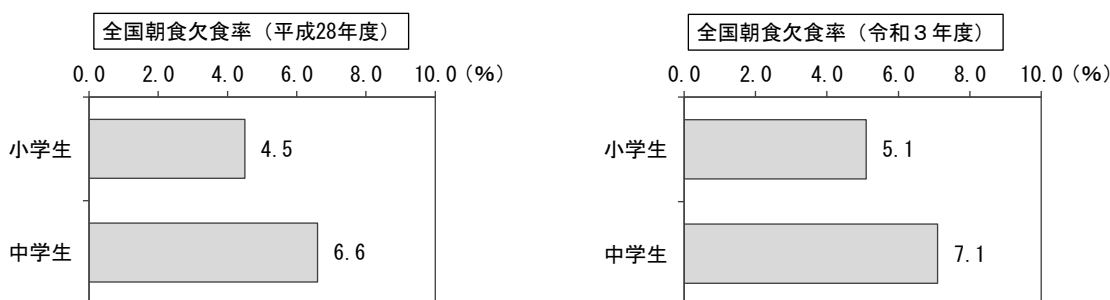 全国朝食欠食率（平成28年度）
0.0 2.0 4.0 6.0 8.0 10.0（%）
小学生 4.5
中学生 6.6
全国朝食欠食率（令和３年度）
0.0 2.0 4.0 6.0 8.0 10.0（%）
小学生 5.1
中学生 7.1